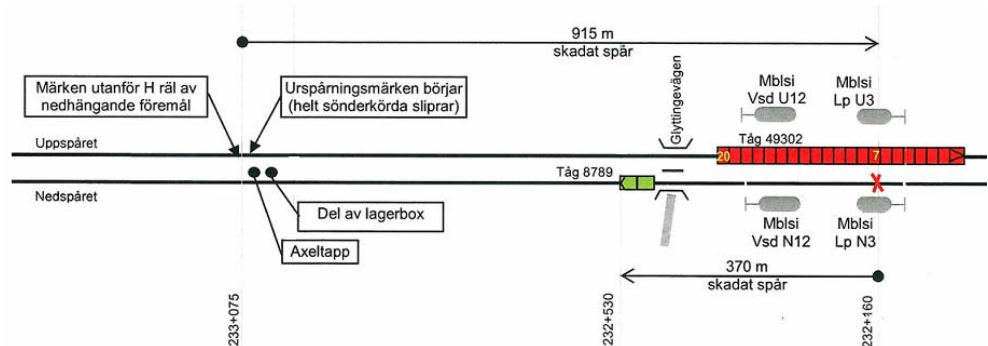 915 m
skadat spår
Märken utanför H räl av
nedhängande föremål
Urspårningsmärken börjar
(helt sönderkörda sliprar)
Glyttingevägen
Mblsi
Vsd U12
Mblsi
Lp U3
Uppspåret
Tåg 49302
20
7
Tåg 8789
Nedspåret
Del av lagerbox
Axeltapp
Mblsi
Vsd N12
Mblsi
Lp N3
370 m
skadat spår
233+075
232+530
232+160